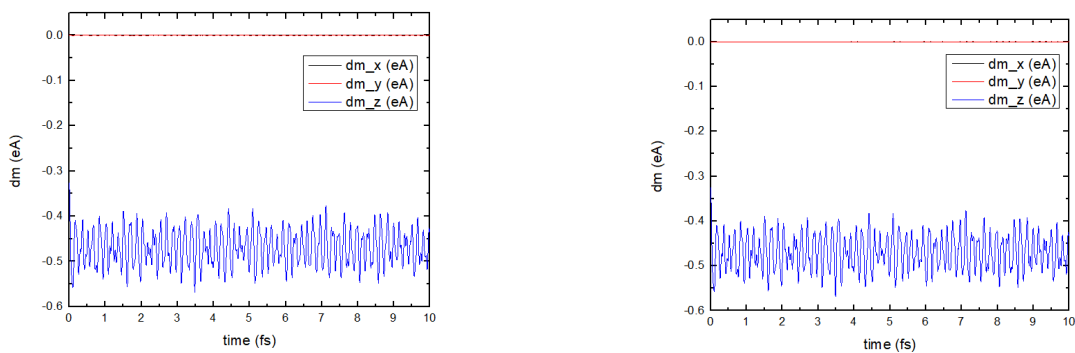 0.0
-0.1
-0.2
-0.3
-0.4
-0.5
-0.6
dm (eA)
dm_x (eA)
dm_y (eA)
dm_z (eA)
0 1 2 3 4 5 6 7 8 9 10
time (fs)
0.0
-0.1
-0.2
-0.3
-0.4
-0.5
-0.6
dm (eA)
dm_x (eA)
dm_y (eA)
dm_z (eA)
0 1 2 3 4 5 6 7 8 9 10
time (fs)